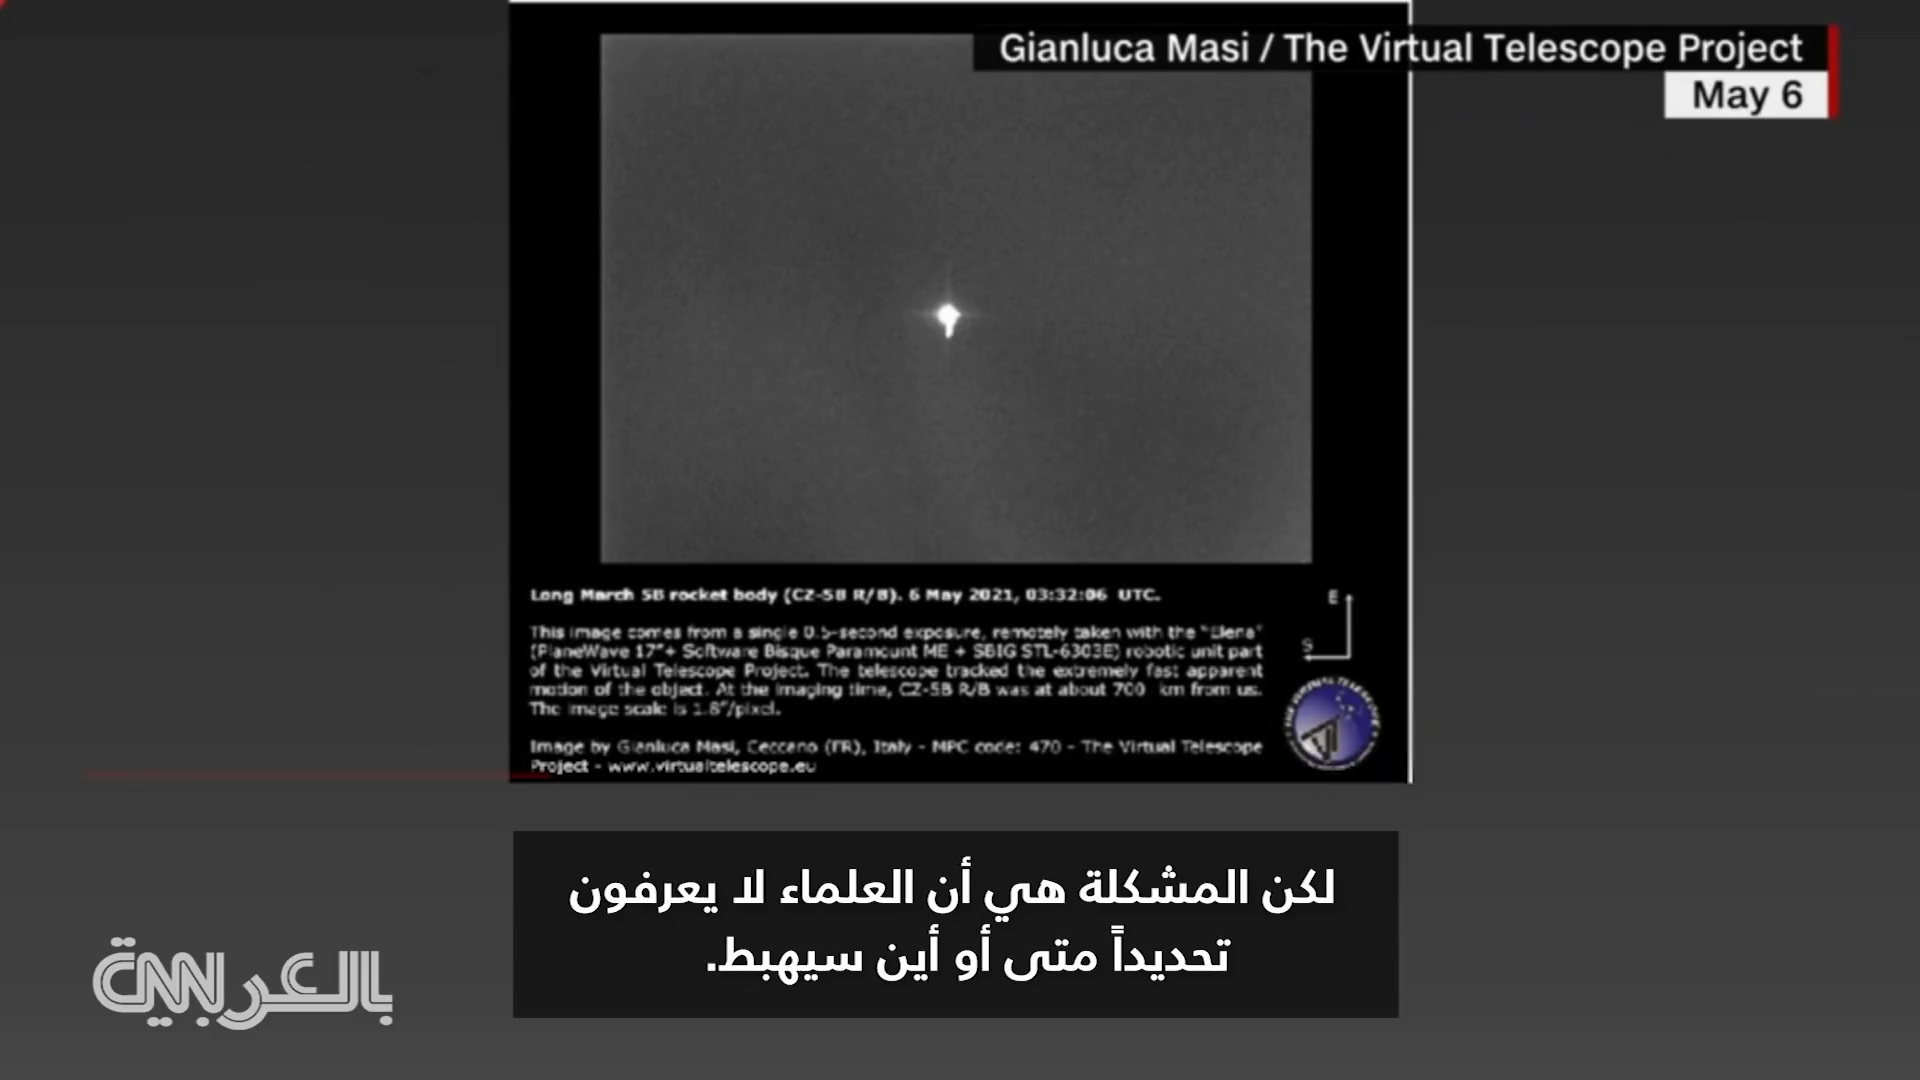 Gianluca Masi / The Virtual Telescope Project
May 6
Long March 5B rocket body (CZ-5B R/B). 6 May 2021, 03:32:06 UTC.
This image comes from a single 0.5-second exposure, remotely taken with the "Elena"
(PlaneWave 17"+ Software Bisque Paramount ME + SBIG STL-6303E) robotic unit part
of the Virtual Telescope Project. The telescope tracked the extremely fast apparent
motion of the object. At the imaging time, CZ-5B R/B was at about 700 km from us.
The image scale is 1.8"/pixel.
Image by Gianluca Masi, Ceccano (FR), Italy - MPC code: 470 - The Virtual Telescope
Project - www.virtualtelescope.eu
E
S
لكن المشكلة هي أن العلماء لا يعرفون
تحديداً متى أو أين سيهبط.
CNN بالعربية